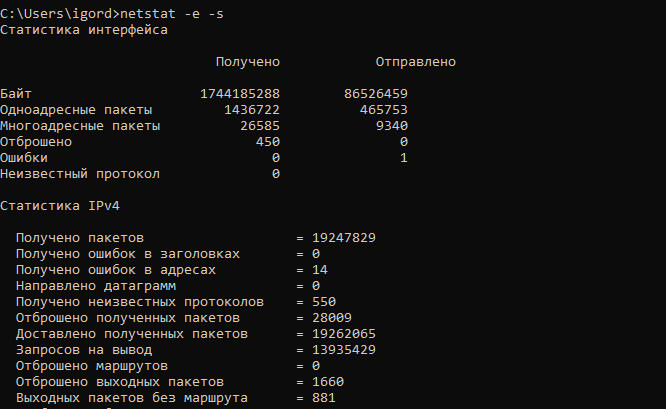 C:\Users\igord>netstat -e -s
Статистика интерфейса
Получено Отправлено
Байт 1744185288 86526459
Одноадресные пакеты 1436722 465753
Многоадресные пакеты 26585 9340
Отброшено 450 0
Ошибки 0 1
Неизвестный протокол 0
Статистика IPv4
Получено пакетов = 19247829
Получено ошибок в заголовках = 0
Получено ошибок в адресах = 14
Направлено датаграмм = 0
Получено неизвестных протоколов = 550
Отброшено полученных пакетов = 28009
Доставлено полученных пакетов = 19262065
Запросов на вывод = 13935429
Отброшено маршрутов = 0
Отброшено выходных пакетов = 1660
Выходных пакетов без маршрута = 881